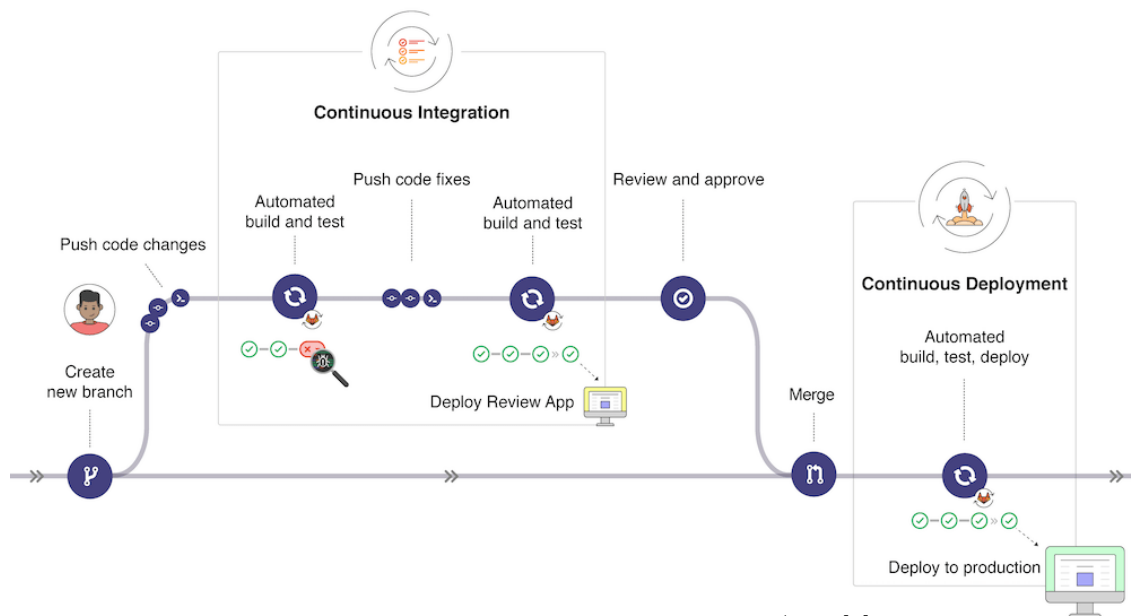 Continuous Integration
Push code fixes
Review and approve
Automated
build and test
Automated
build and test
Push code changes
Continuous Deployment
Automated
build, test, deploy
Create
new branch
Deploy Review App
Merge
Deploy to production